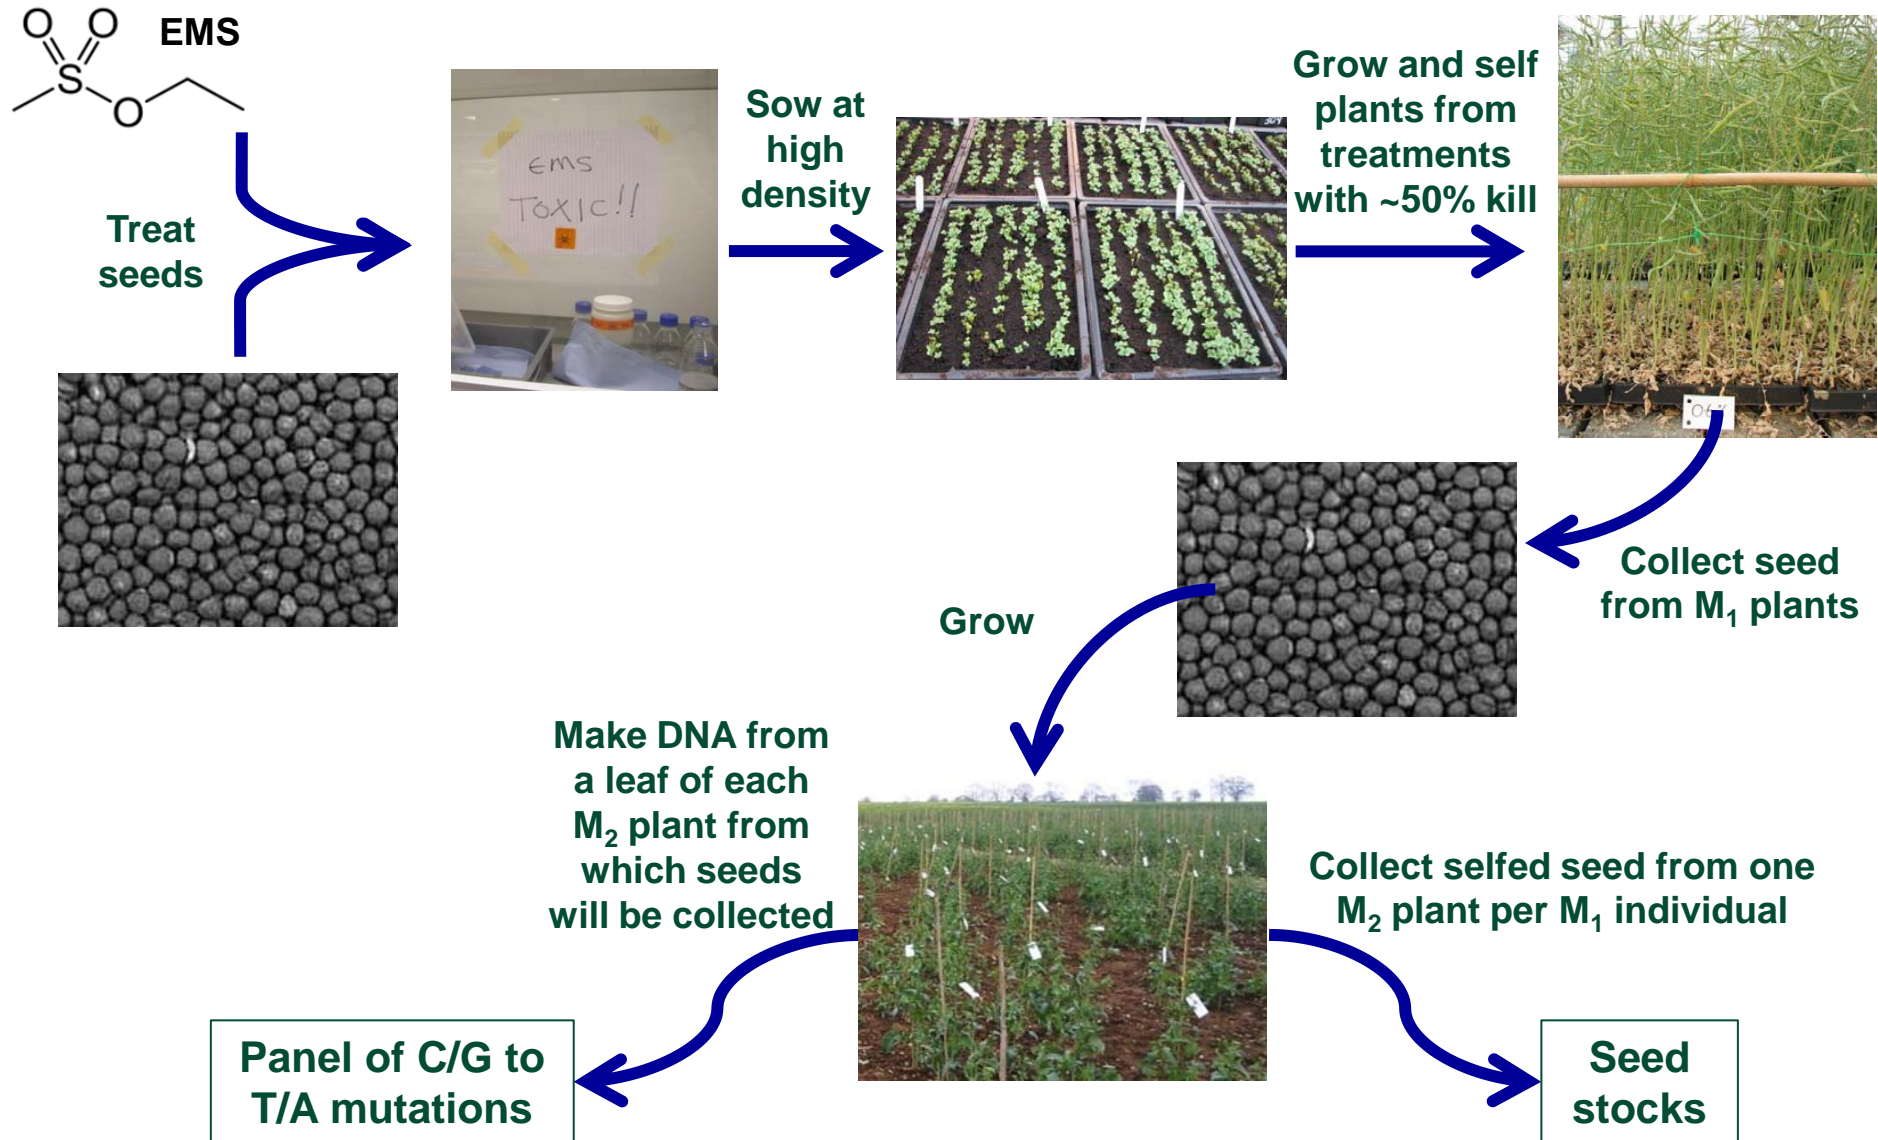 O O
EMS
S
O
Treat
seeds
EMS
TOXIC!!
Sow at
high
density
Grow and self
plants from
treatments
with ~50% kill
Collect seed
from M₁ plants
Grow
Make DNA from
a leaf of each
M₂ plant from
which seeds
will be collected
Collect selfed seed from one
M₂ plant per M₁ individual
Panel of C/G to
T/A mutations
Seed
stocks